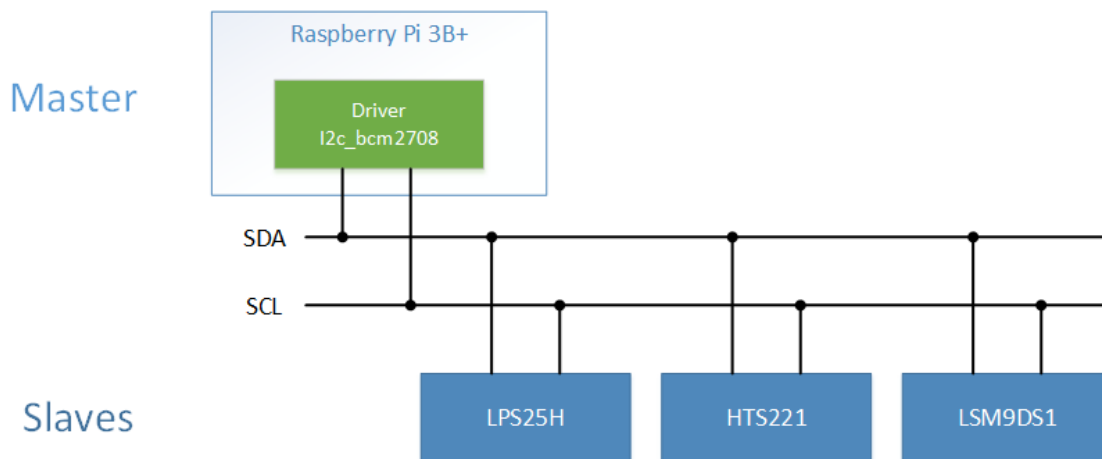 Raspberry Pi 3B+
Master
Driver
I2c_bcm2708
SDA
SCL
Slaves
LPS25H
HTS221
LSM9DS1